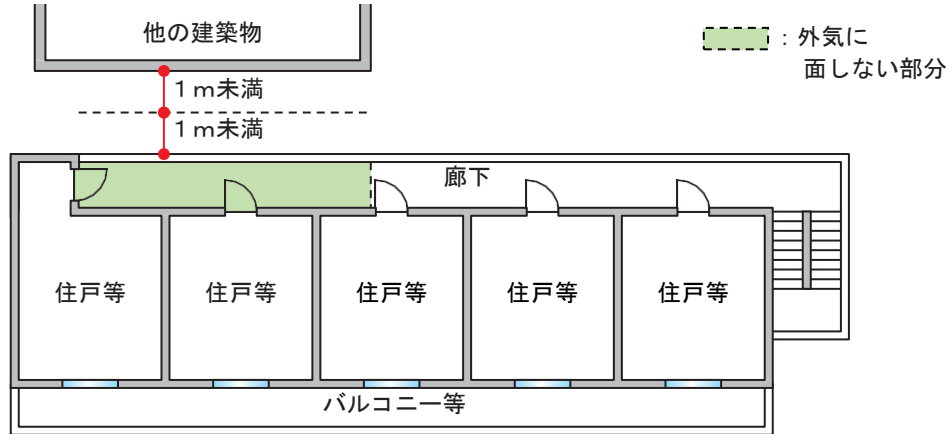 他の建築物
：外気に
面しない部分
１ｍ未満
１ｍ未満
廊下
住戸等
住戸等
住戸等
住戸等
住戸等
バルコニー等